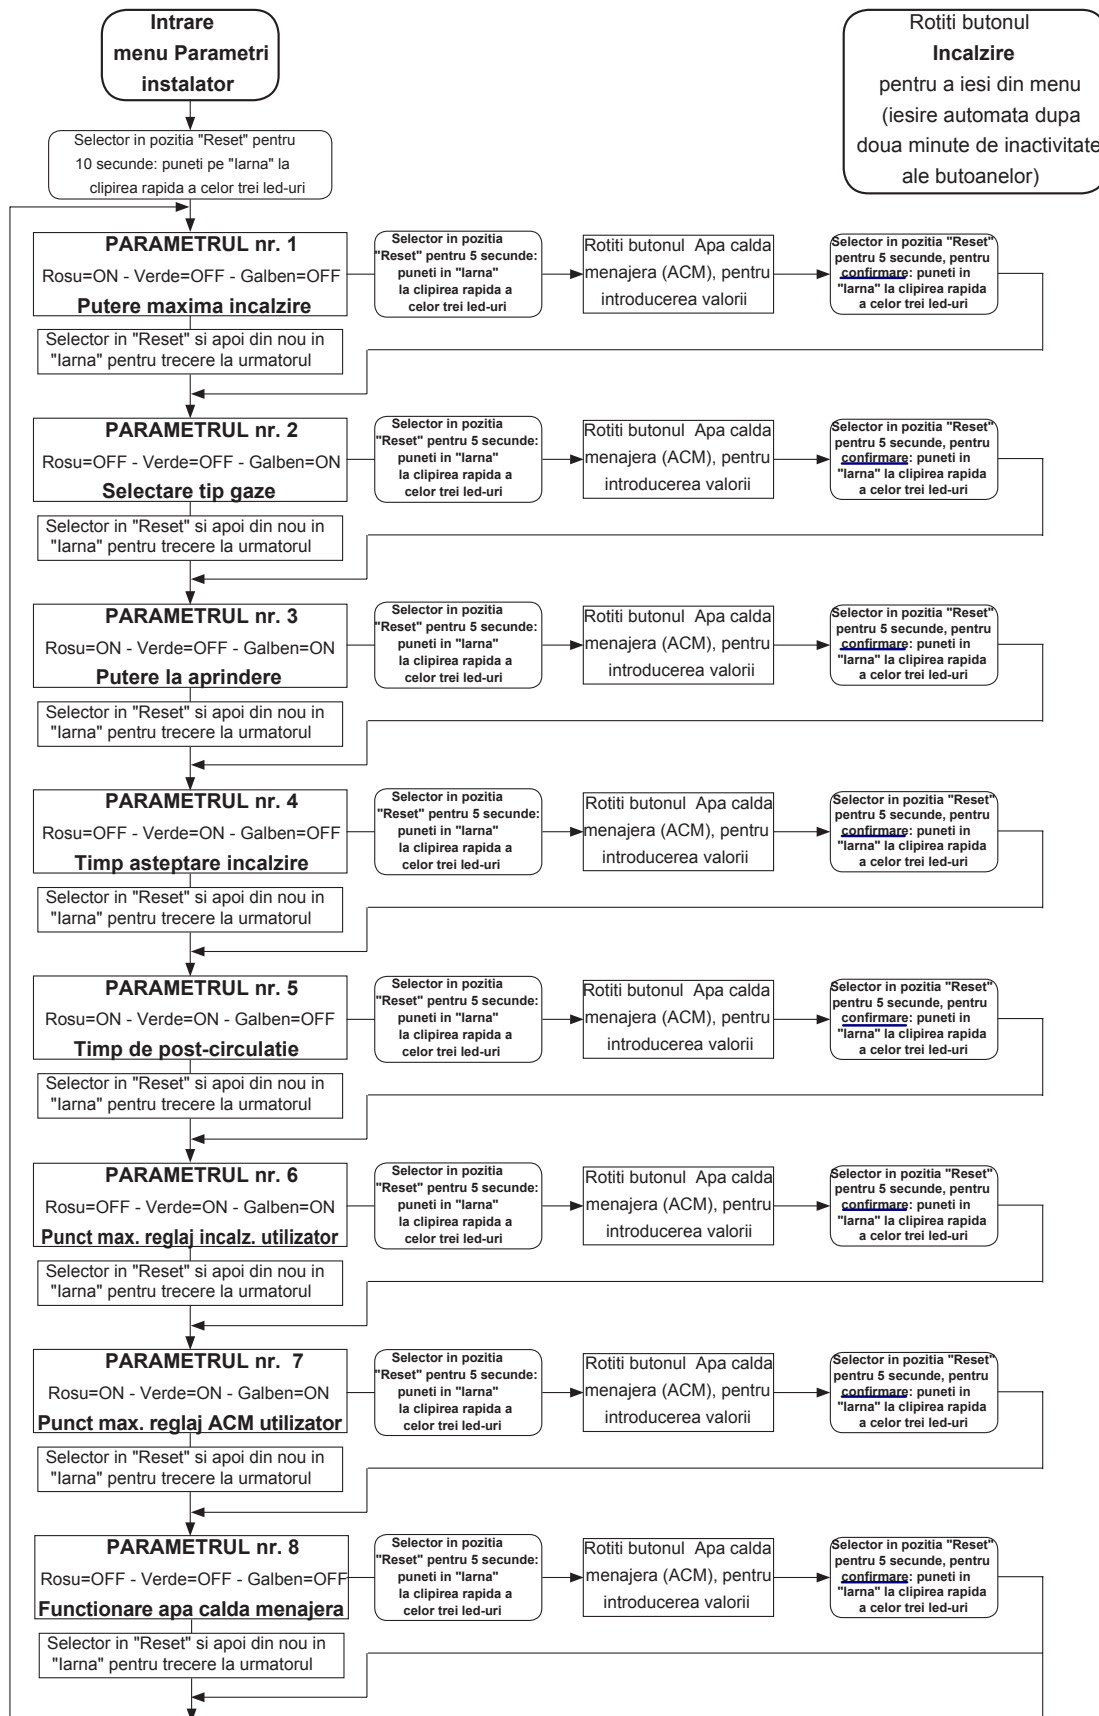 Intrare
menu Parametri
instalator
Rotiti butonul
Incalzire
pentru a iesi din menu
(iesire automata dupa
doua minute de inactivitate
ale butoanelor)
Selector in pozitia "Reset" pentru
10 secunde: puneti pe "Iarna" la
clipirea rapida a celor trei led-uri
PARAMETRUL nr. 1
Rosu=ON - Verde=OFF - Galben=OFF
Putere maxima incalzire
Selector in pozitia
"Reset" pentru 5 secunde:
puneti in "Iarna"
la clipirea rapida a
celor trei led-uri
Rotiti butonul Apa calda
menajera (ACM), pentru
introducerea valorii
Selector in pozitia "Reset"
pentru 5 secunde, pentru
confirmare: puneti in
"Iarna" la clipirea rapida
a celor trei led-uri
Selector in "Reset" si apoi din nou in
"Iarna" pentru trecere la urmatorul
PARAMETRUL nr. 2
Rosu=OFF - Verde=OFF - Galben=ON
Selectare tip gaze
Selector in pozitia
"Reset" pentru 5 secunde:
puneti in "Iarna"
la clipirea rapida a
celor trei led-uri
Rotiti butonul Apa calda
menajera (ACM), pentru
introducerea valorii
Selector in pozitia "Reset"
pentru 5 secunde, pentru
confirmare: puneti in
"Iarna" la clipirea rapida
a celor trei led-uri
Selector in "Reset" si apoi din nou in
"Iarna" pentru trecere la urmatorul
PARAMETRUL nr. 3
Rosu=ON - Verde=OFF - Galben=ON
Putere la aprindere
Selector in pozitia
"Reset" pentru 5 secunde:
puneti in "Iarna"
la clipirea rapida a
celor trei led-uri
Rotiti butonul Apa calda
menajera (ACM), pentru
introducerea valorii
Selector in pozitia "Reset"
pentru 5 secunde, pentru
confirmare: puneti in
"Iarna" la clipirea rapida
a celor trei led-uri
Selector in "Reset" si apoi din nou in
"Iarna" pentru trecere la urmatorul
PARAMETRUL nr. 4
Rosu=OFF - Verde=ON - Galben=OFF
Timp asteptare incalzire
Selector in pozitia
"Reset" pentru 5 secunde:
puneti in "Iarna"
la clipirea rapida a
celor trei led-uri
Rotiti butonul Apa calda
menajera (ACM), pentru
introducerea valorii
Selector in pozitia "Reset"
pentru 5 secunde, pentru
confirmare: puneti in
"Iarna" la clipirea rapida
a celor trei led-uri
Selector in "Reset" si apoi din nou in
"Iarna" pentru trecere la urmatorul
PARAMETRUL nr. 5
Rosu=ON - Verde=ON - Galben=OFF
Timp de post-circulatie
Selector in pozitia
"Reset" pentru 5 secunde:
puneti in "Iarna"
la clipirea rapida a
celor trei led-uri
Rotiti butonul Apa calda
menajera (ACM), pentru
introducerea valorii
Selector in pozitia "Reset"
pentru 5 secunde, pentru
confirmare: puneti in
"Iarna" la clipirea rapida
a celor trei led-uri
Selector in "Reset" si apoi din nou in
"Iarna" pentru trecere la urmatorul
PARAMETRUL nr. 6
Rosu=OFF - Verde=ON - Galben=ON
Punct max. reglaj incalz. utilizator
Selector in pozitia
"Reset" pentru 5 secunde:
puneti in "Iarna"
la clipirea rapida a
celor trei led-uri
Rotiti butonul Apa calda
menajera (ACM), pentru
introducerea valorii
Selector in pozitia "Reset"
pentru 5 secunde, pentru
confirmare: puneti in
"Iarna" la clipirea rapida
a celor trei led-uri
Selector in "Reset" si apoi din nou in
"Iarna" pentru trecere la urmatorul
PARAMETRUL nr. 7
Rosu=ON - Verde=ON - Galben=ON
Punct max. reglaj ACM utilizator
Selector in pozitia
"Reset" pentru 5 secunde:
puneti in "Iarna"
la clipirea rapida a
celor trei led-uri
Rotiti butonul Apa calda
menajera (ACM), pentru
introducerea valorii
Selector in pozitia "Reset"
pentru 5 secunde, pentru
confirmare: puneti in
"Iarna" la clipirea rapida
a celor trei led-uri
Selector in "Reset" si apoi din nou in
"Iarna" pentru trecere la urmatorul
PARAMETRUL nr. 8
Rosu=OFF - Verde=OFF - Galben=OFF
Functionare apa calda menajera
Selector in pozitia
"Reset" pentru 5 secunde:
puneti in "Iarna"
la clipirea rapida a
celor trei led-uri
Rotiti butonul Apa calda
menajera (ACM), pentru
introducerea valorii
Selector in pozitia "Reset"
pentru 5 secunde, pentru
confirmare: puneti in
"Iarna" la clipirea rapida
a celor trei led-uri
Selector in "Reset" si apoi din nou in
"Iarna" pentru trecere la urmatorul